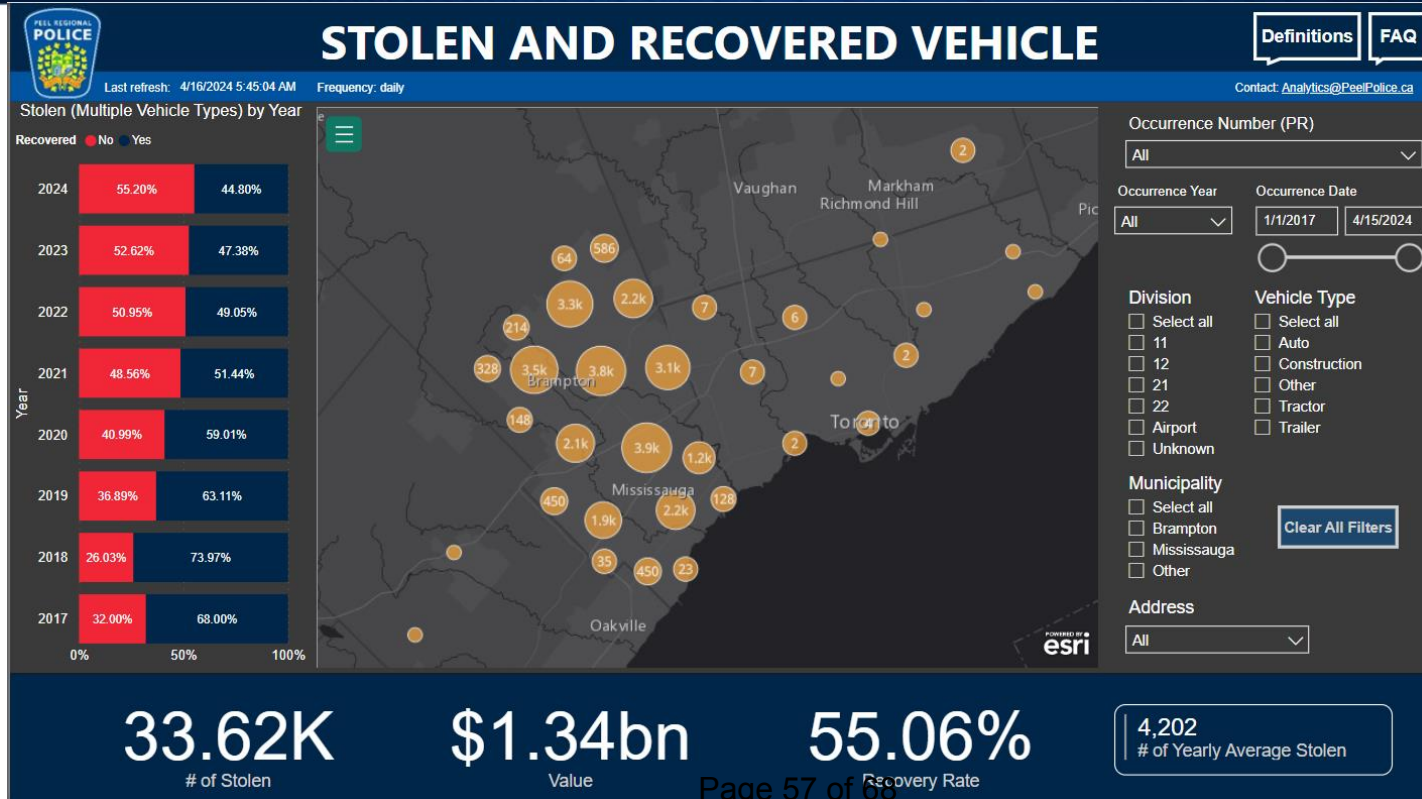 PEEL REGIONAL
POLICE
STOLEN AND RECOVERED VEHICLE
Definitions
FAQ
Last refresh: 4/16/2024 5:45:04 AM
Frequency: daily
Contact: Analytics@PeelPolice.ca
Stolen (Multiple Vehicle Types) by Year
Recovered No Yes
Year
2024 55.20% 44.80%
2023 52.62% 47.38%
2022 50.95% 49.05%
2021 48.56% 51.44%
2020 40.99% 59.01%
2019 36.89% 63.11%
2018 26.03% 73.97%
2017 32.00% 68.00%
0% 50% 100%
e
2
Vaughan
Markham
Richmond Hill
Pic
64
586
3.3k
2.2k
7
6
214
328
3.5k
3.8k
3.1k
7
2
Brampton
148
2.1k
3.9k
1.2k
2
Toronto
4
Mississauga
450
1.9k
2.2k
128
35
450
23
Oakville
POWERED BY
esri
Occurrence Number (PR)
All
Occurrence Year
All
Occurrence Date
1/1/2017
4/15/2024
Division
Select all
11
12
21
22
Airport
Unknown
Vehicle Type
Select all
Auto
Construction
Other
Tractor
Trailer
Municipality
Select all
Brampton
Mississauga
Other
Clear All Filters
Address
All
33.62K
# of Stolen
$1.34bn
Value
55.06%
Recovery Rate
4,202
# of Yearly Average Stolen
Page 57 of 68